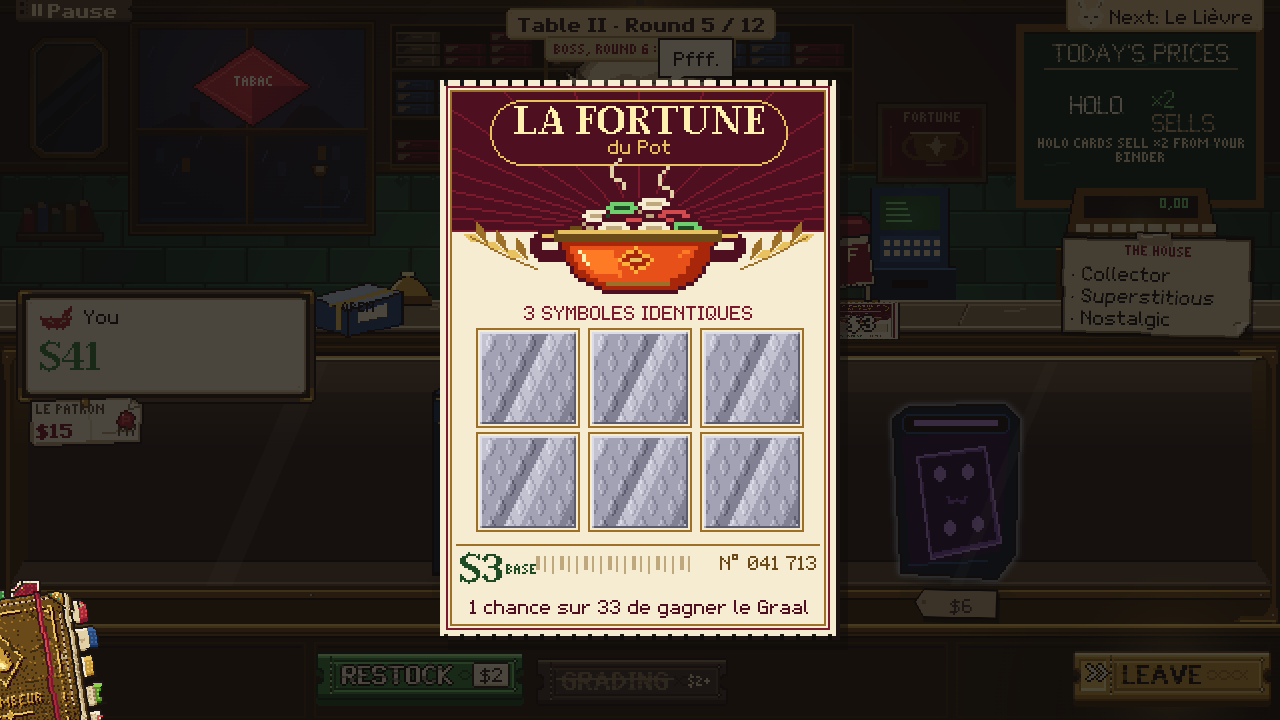 Pause
Table II · Round 5 / 12
Next: Le Lièvre
BOSS, ROUND 6 :
Pfff.
TABAC
TODAY'S PRICES
HOLO
×2
SELLS
HOLO CARDS SELL ×2 FROM YOUR
BINDER
FORTUNE
0,00
THE HOUSE
· Collector
· Superstitious
· Nostalgic
You
$41
LE PATRON
$15
OPEN
LA FORTUNE
du Pot
3 SYMBOLES IDENTIQUES
$3 BASE
N° 041 713
1 chance sur 33 de gagner le Graal
$6
RESTOCK $2
GRADING $2+
LEAVE